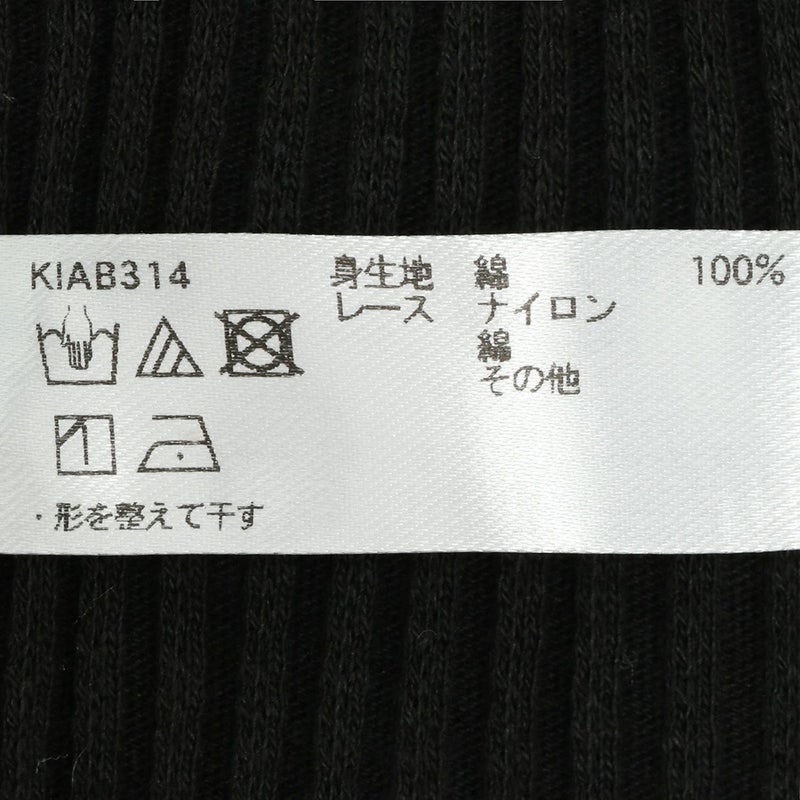 KIAB314
身生地 綿 100%
レース ナイロン
綿
その他
・形を整えて干す